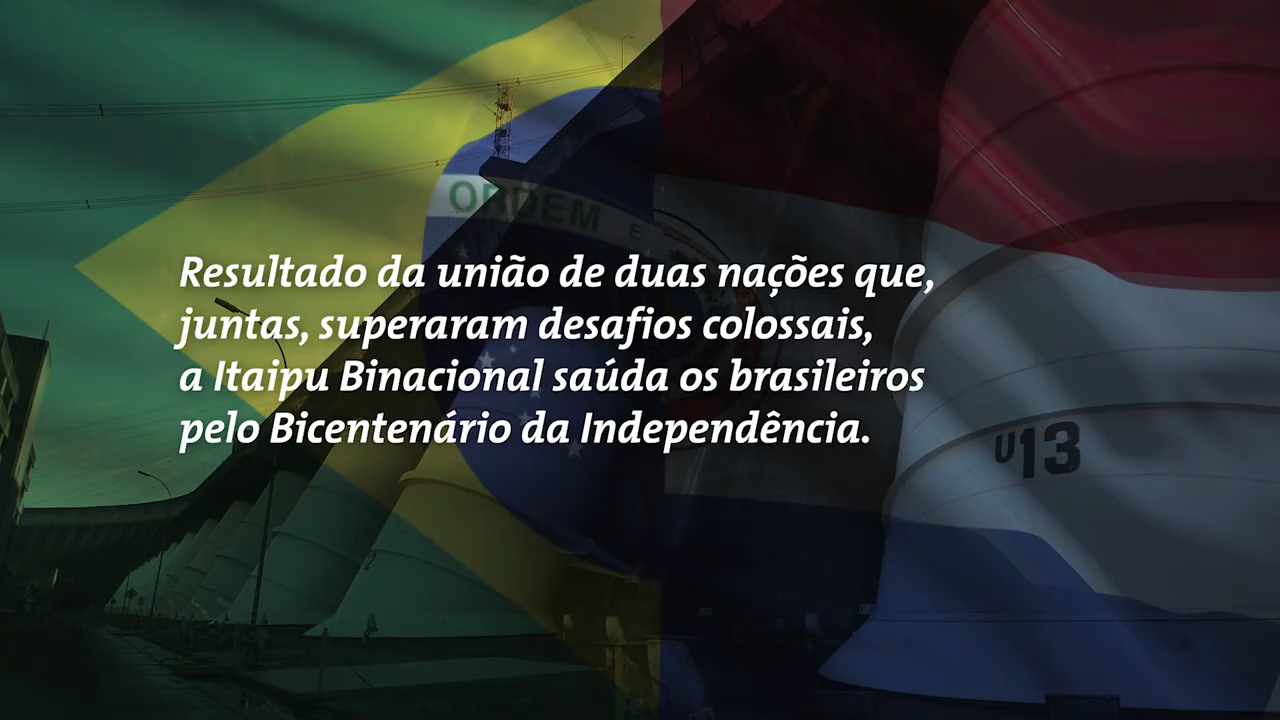 ORDEM E
Resultado da união de duas nações que,
juntas, superaram desafios colossais,
a Itaipu Binacional saúda os brasileiros
pelo Bicentenário da Independência.
U13